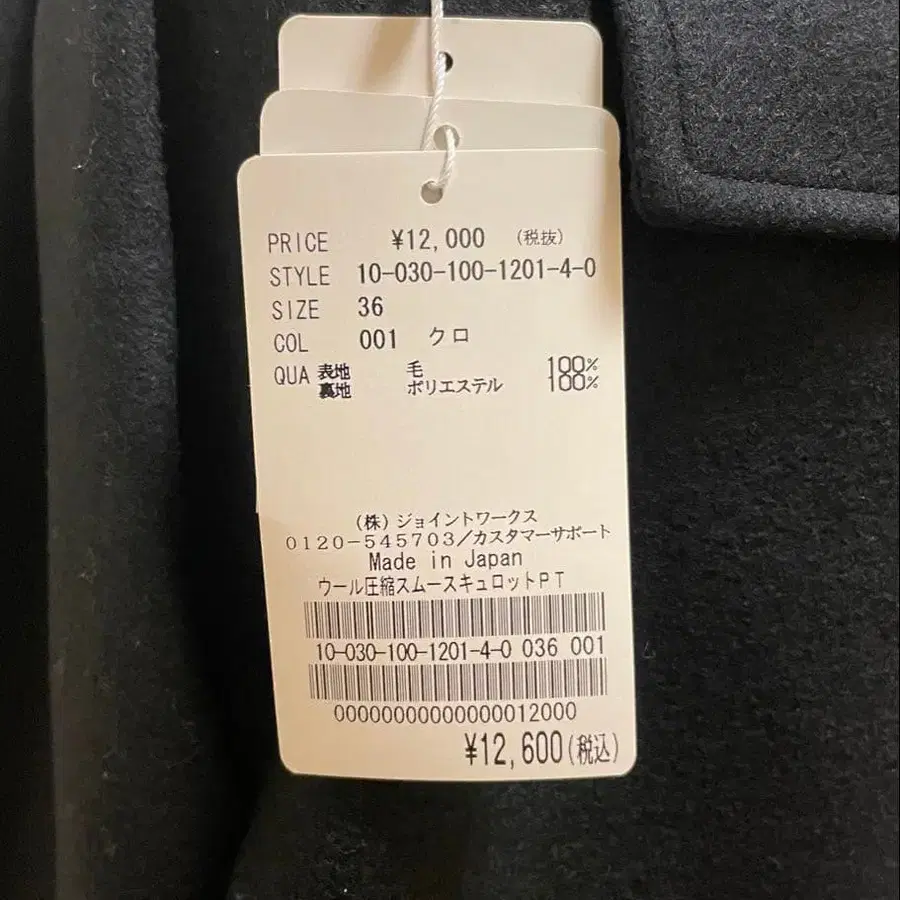 PRICE ¥12,000 (税抜)
STYLE 10-030-100-1201-4-0
SIZE 36
COL 001 クロ
QUA 表地 毛 100%
裏地 ポリエステル 100%
(株)ジョイントワークス
0120-545703/カスタマーサポート
Made in Japan
ウール圧縮スムースキュロットPT
10-030-100-1201-4-0 036 001
00000000000000012000
¥12,600(税込)